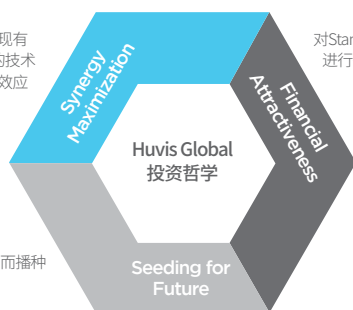 现有
的技术
效应
Synergy
Maximization
对Star
进行
Financial
Attractiveness
Huvis Global
投资哲学
而播种
Seeding for
Future